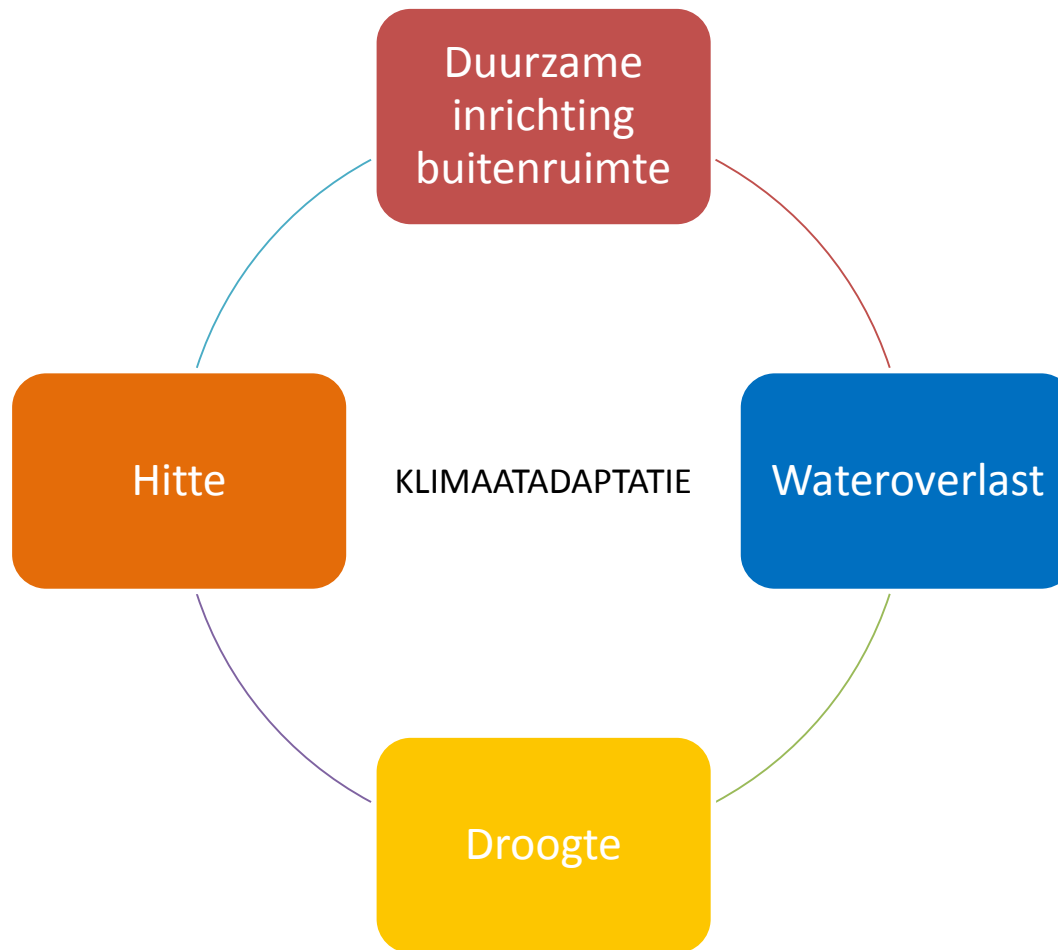 Duurzame
inrichting
buitenruimte
Hitte
KLIMAATADAPTATIE
Wateroverlast
Droogte